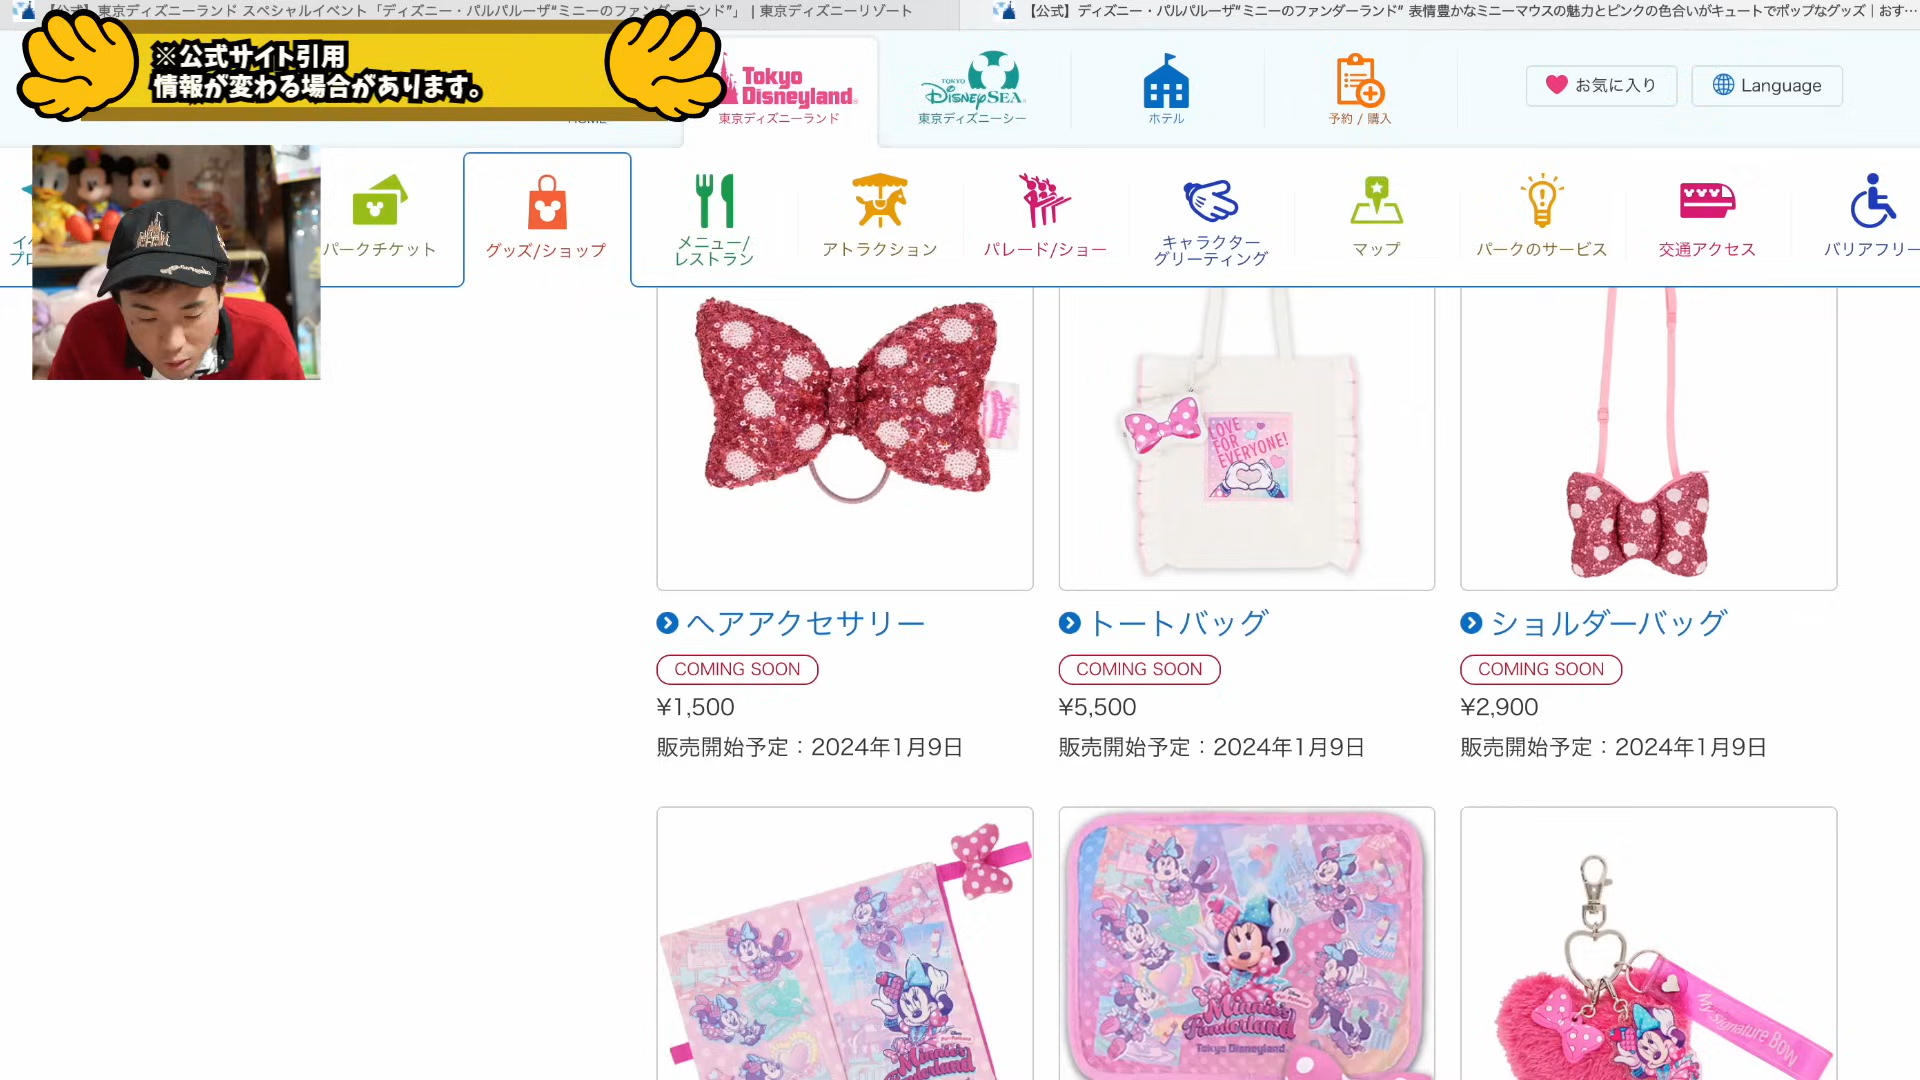 【公式】東京ディズニーランド スペシャルイベント「ディズニー・パルパルーザ“ミニーのファンダーランド”」 | 東京ディズニーリゾート
【公式】ディズニー・パルパルーザ“ミニーのファンダーランド” 表情豊かなミニーマウスの魅力とピンクの色合いがキュートでポップなグッズ｜おす…
※公式サイト引用
情報が変わる場合があります。
HOME
Tokyo
Disneyland
東京ディズニーランド
TOKYO
DISNEYSEA
東京ディズニーシー
ホテル
予約 / 購入
お気に入り
Language
パークチケット
グッズ/ショップ
メニュー/
レストラン
アトラクション
パレード/ショー
キャラクター
グリーティング
マップ
パークのサービス
交通アクセス
バリアフリー
LOVE
FOR
EVERYONE!
ヘアアクセサリー
COMING SOON
¥1,500
販売開始予定：2024年1月9日
トートバッグ
COMING SOON
¥5,500
販売開始予定：2024年1月9日
ショルダーバッグ
COMING SOON
¥2,900
販売開始予定：2024年1月9日
Minnie's
Funderland
Minnie's
Funderland
Tokyo Disneyland
My signature Bow